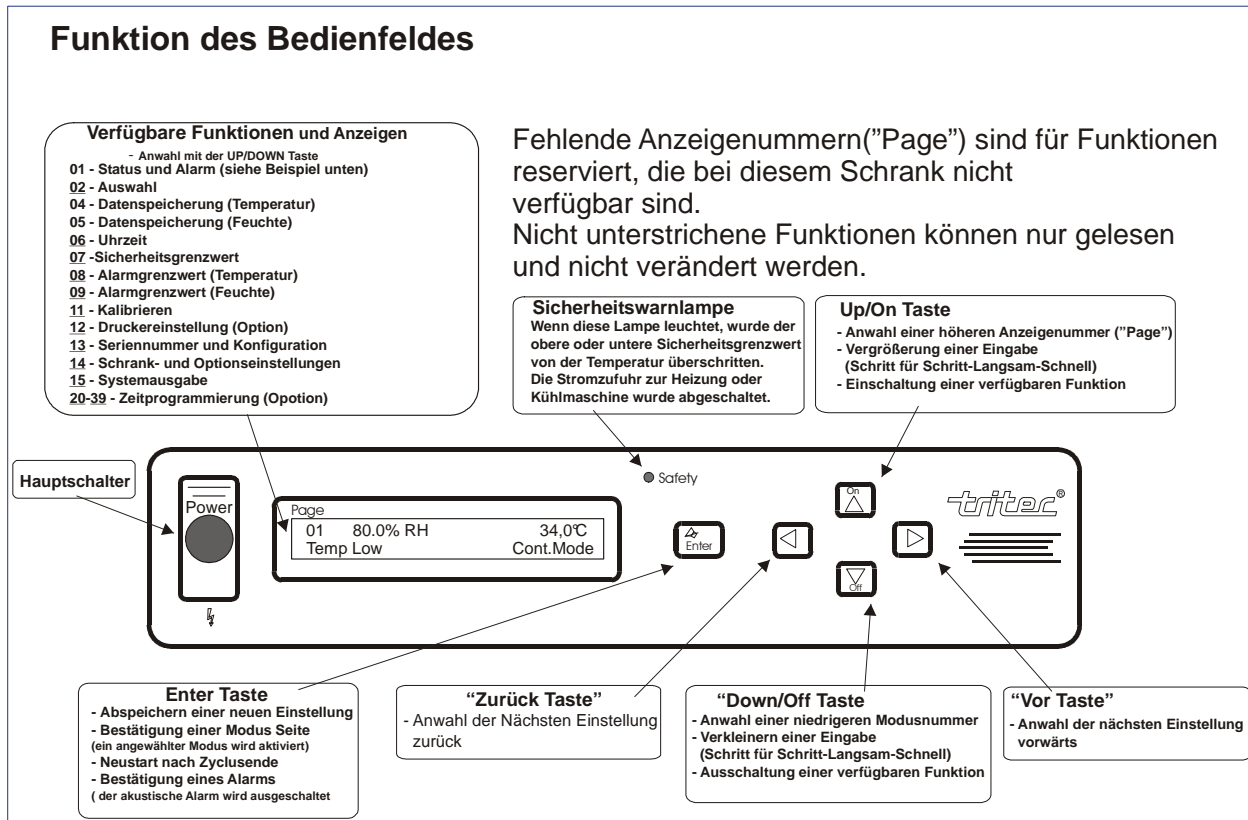 Funktion des Bedienfeldes
Verfügbare Funktionen und Anzeigen
- Anwahl mit der UP/DOWN Taste
01 - Status und Alarm (siehe Beispiel unten)
02 - Auswahl
04 - Datenspeicherung (Temperatur)
05 - Datenspeicherung (Feuchte)
06 - Uhrzeit
07 -Sicherheitsgrenzwert
08 - Alarmgrenzwert (Temperatur)
09 - Alarmgrenzwert (Feuchte)
11 - Kalibrieren
12 - Druckereinstellung (Option)
13 - Seriennummer und Konfiguration
14 - Schrank- und Optionseinstellungen
15 - Systemausgabe
20-39 - Zeitprogrammierung (Opotion)
Fehlende Anzeigenummern("Page") sind für Funktionen
reserviert, die bei diesem Schrank nicht
verfügbar sind.
Nicht unterstrichene Funktionen können nur gelesen
und nicht verändert werden.
Sicherheitswarnlampe
Wenn diese Lampe leuchtet, wurde der
obere oder untere Sicherheitsgrenzwert
von der Temperatur überschritten.
Die Stromzufuhr zur Heizung oder
Kühlmaschine wurde abgeschaltet.
Up/On Taste
- Anwahl einer höheren Anzeigenummer ("Page")
- Vergrößerung einer Eingabe
(Schritt für Schritt-Langsam-Schnell)
- Einschaltung einer verfügbaren Funktion
Hauptschalter
Power
Page
01 80.0% RH 34,0°C
Temp Low Cont.Mode
Safety
Enter
On
Off
tritec®
Enter Taste
- Abspeichern einer neuen Einstellung
- Bestätigung einer Modus Seite
(ein angewählter Modus wird aktiviert)
- Neustart nach Zyclusende
- Bestätigung eines Alarms
( der akustische Alarm wird ausgeschaltet
"Zurück Taste"
- Anwahl der Nächsten Einstellung
zurück
"Down/Off Taste
- Anwahl einer niedrigeren Modusnummer
- Verkleinern einer Eingabe
(Schritt für Schritt-Langsam-Schnell)
- Ausschaltung einer verfügbaren Funktion
"Vor Taste"
- Anwahl der nächsten Einstellung
vorwärts